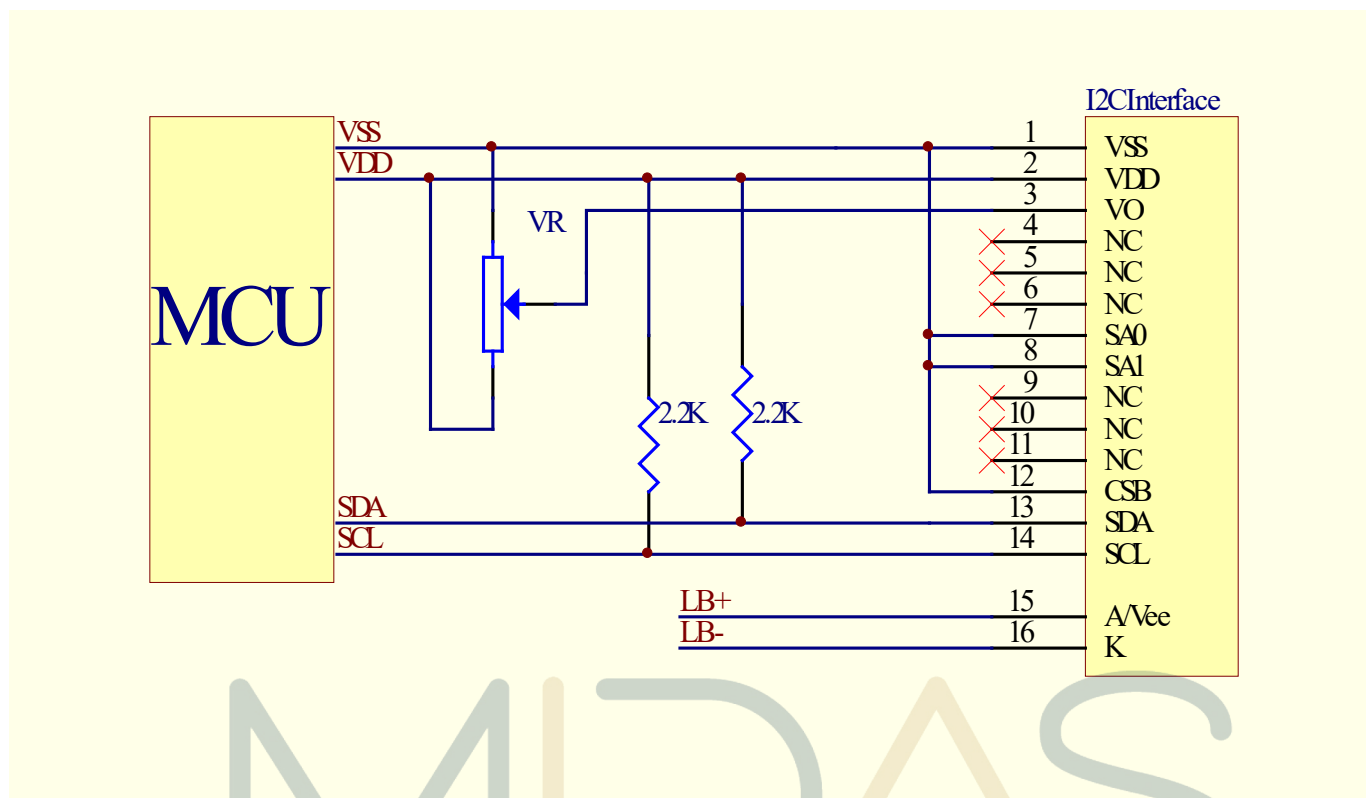 I2CInterface
MCU
VSS
VDD
SDA
SCL
VR
2.2K
2.2K
LB+
LB-
1 VSS
2 VDD
3 VO
4 NC
5 NC
6 NC
7 SA0
8 SA1
9 NC
10 NC
11 NC
12 CSB
13 SDA
14 SCL
15 A/Vee
16 K
MIDAS